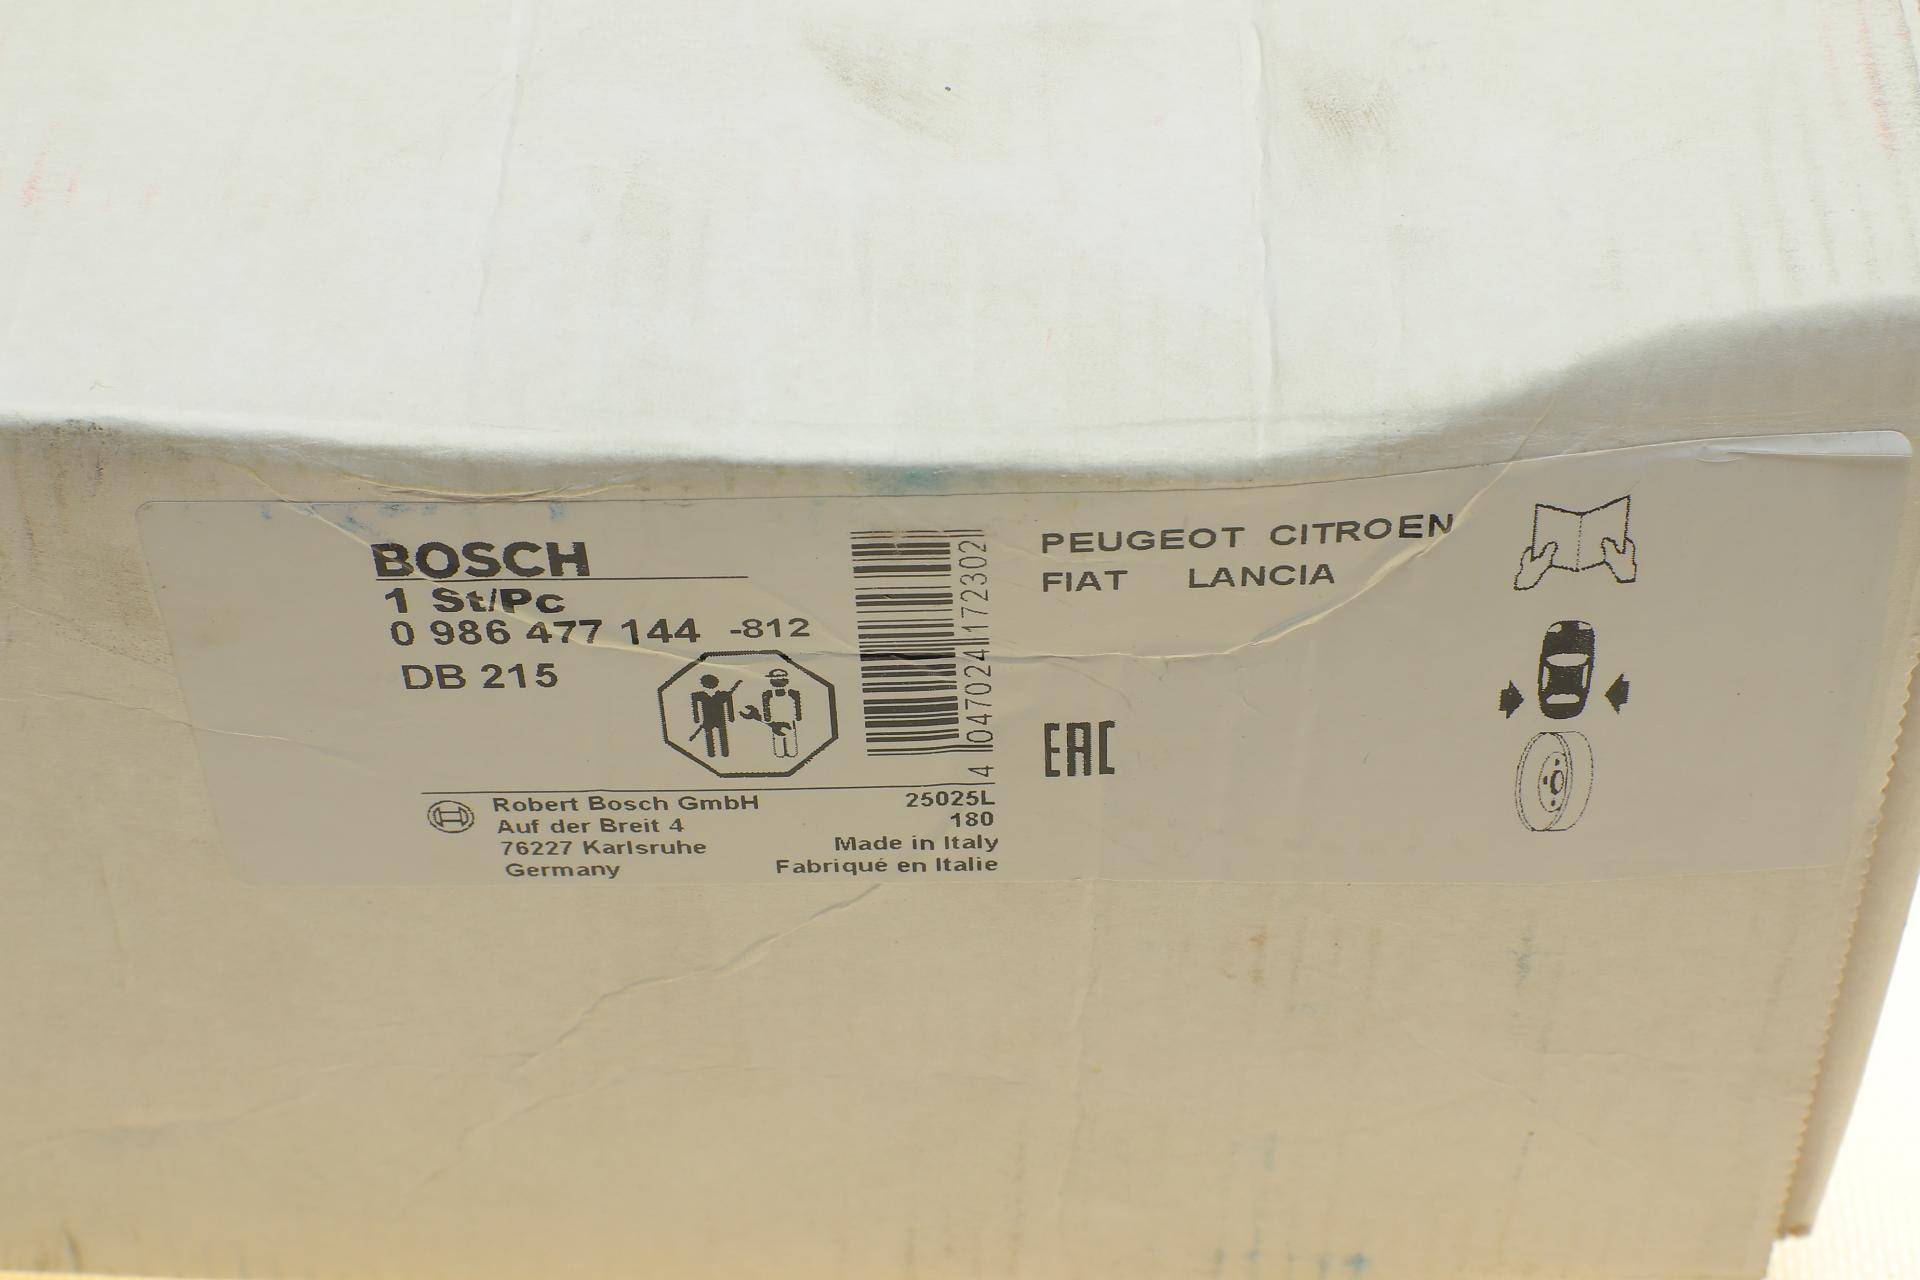 BOSCH
1 St/Pc
0 986 477 144 -812
DB 215
4 047024 172302
PEUGEOT CITROEN
FIAT LANCIA
EAC
Robert Bosch GmbH
Auf der Breit 4
76227 Karlsruhe
Germany
25025L
180
Made in Italy
Fabriqué en Italie